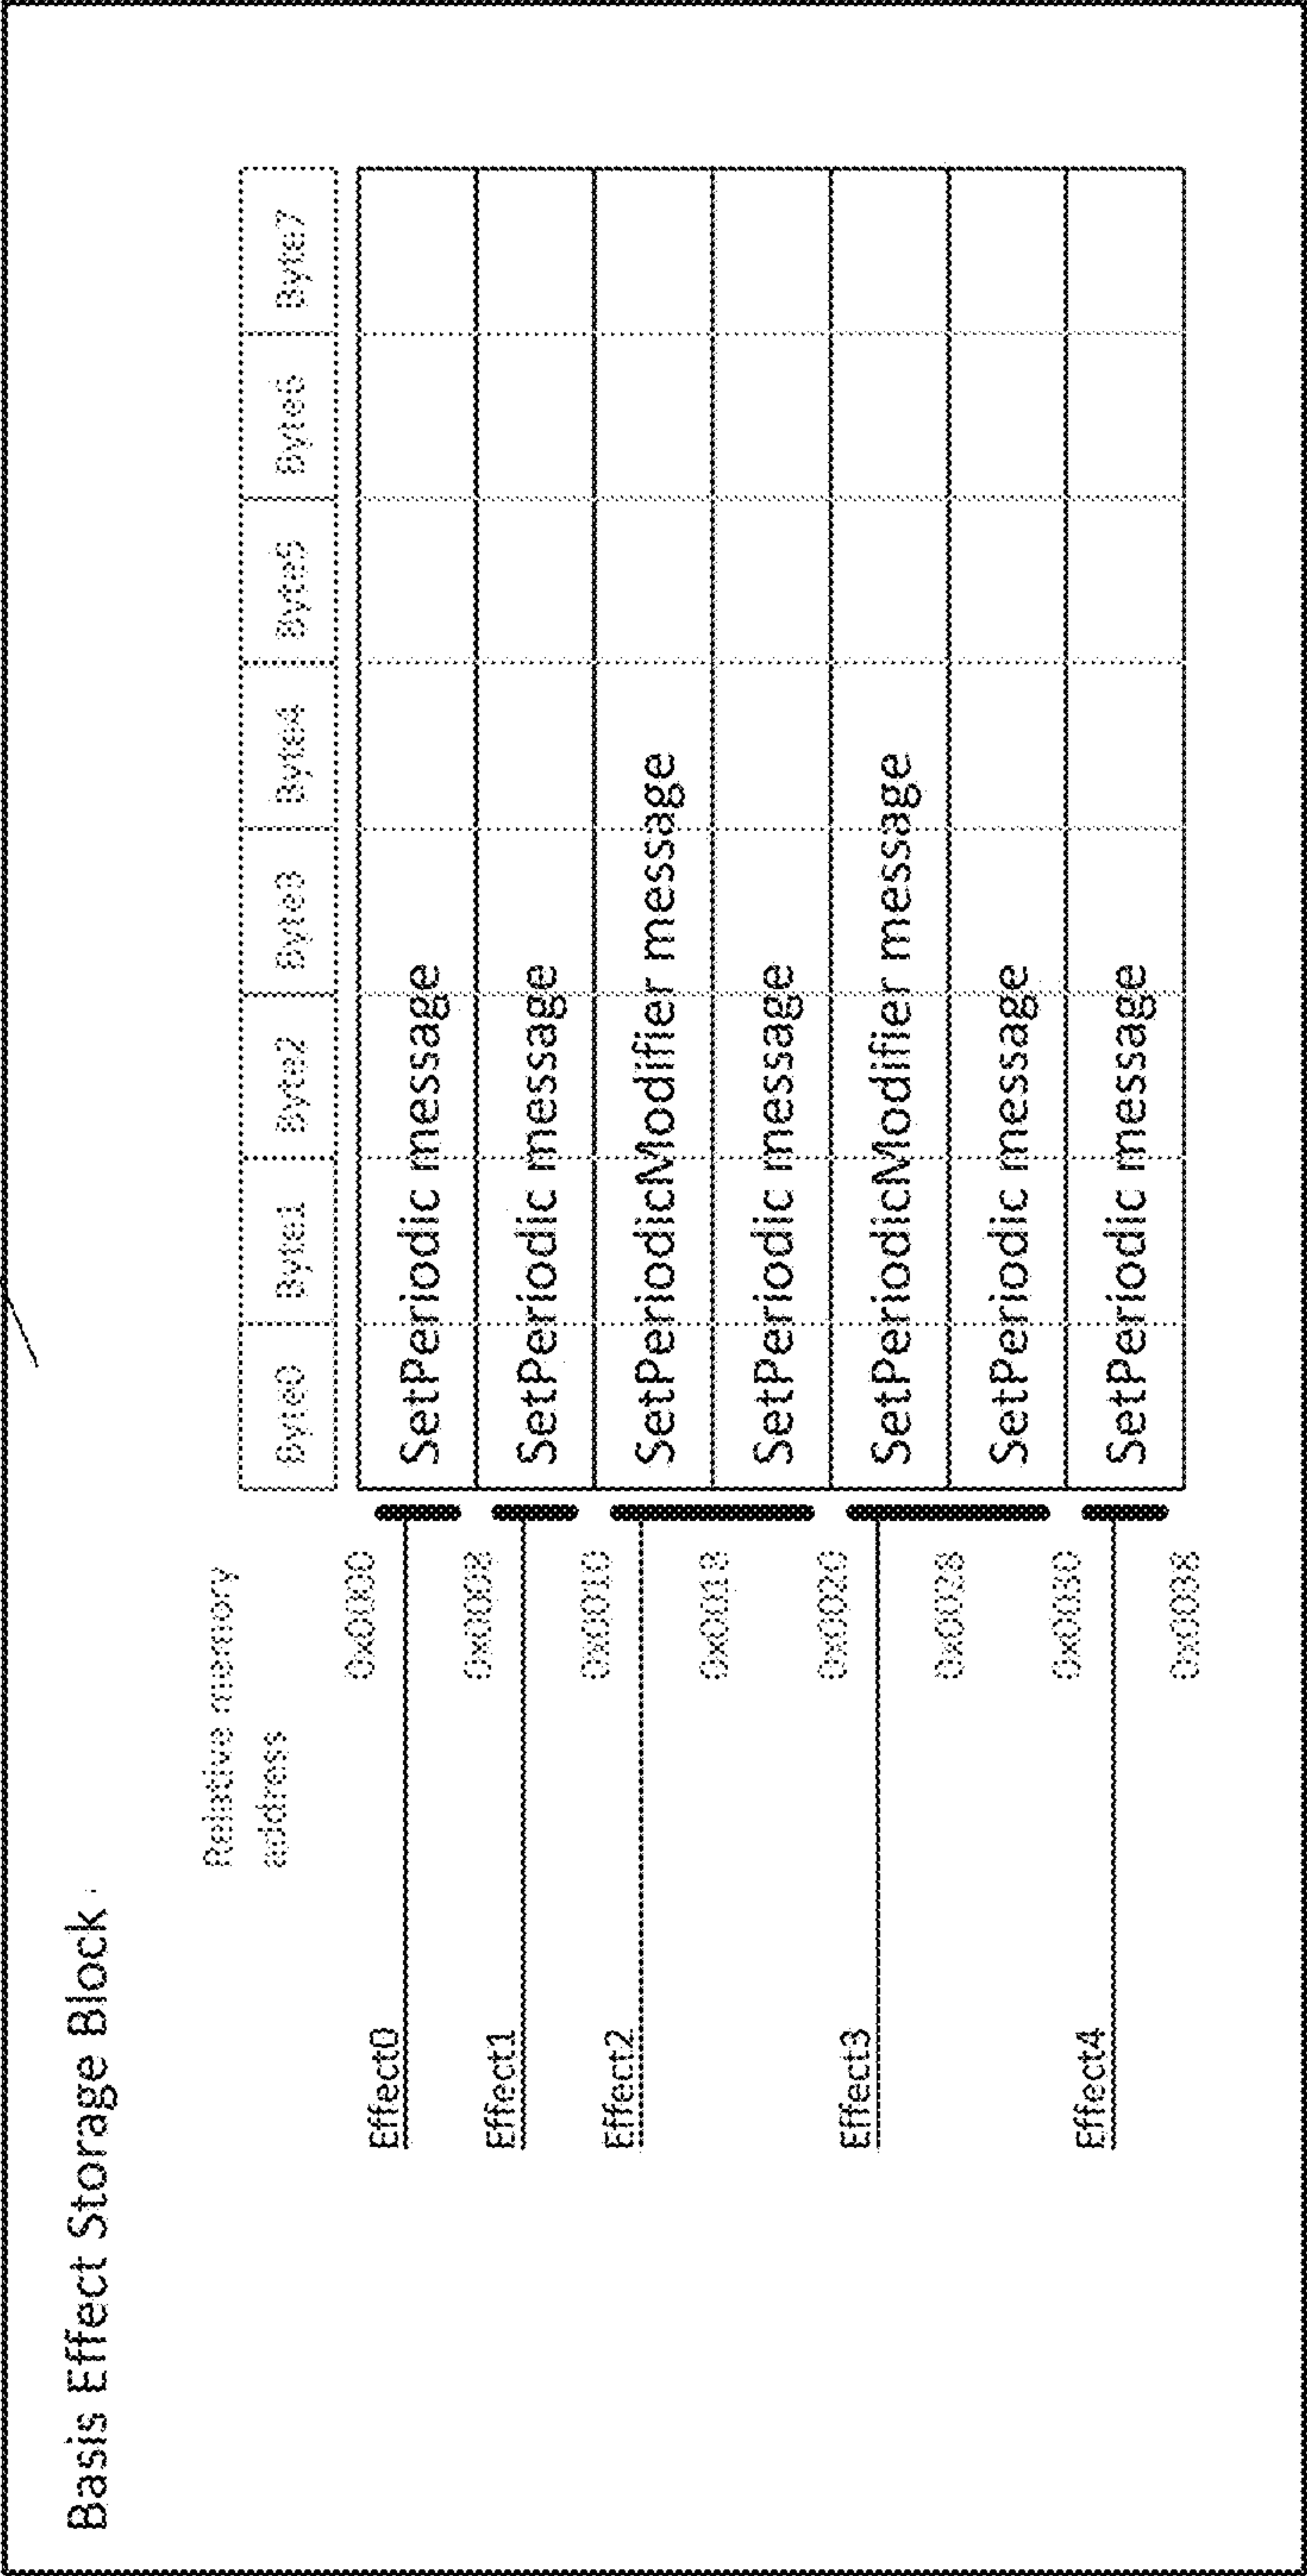 Basis Effect Storage Block
Relative memory
address
Byte0 Byte1 Byte2 Byte3 Byte4 Byte5 Byte6 Byte7
0x0000
Effect0 SetPeriodic message
0x0008
Effect1 SetPeriodic message
0x0010
Effect2 SetPeriodicModifier message
0x0018
SetPeriodic message
0x0020
Effect3 SetPeriodicModifier message
0x0028
SetPeriodic message
0x0030
Effect4 SetPeriodic message
0x0038